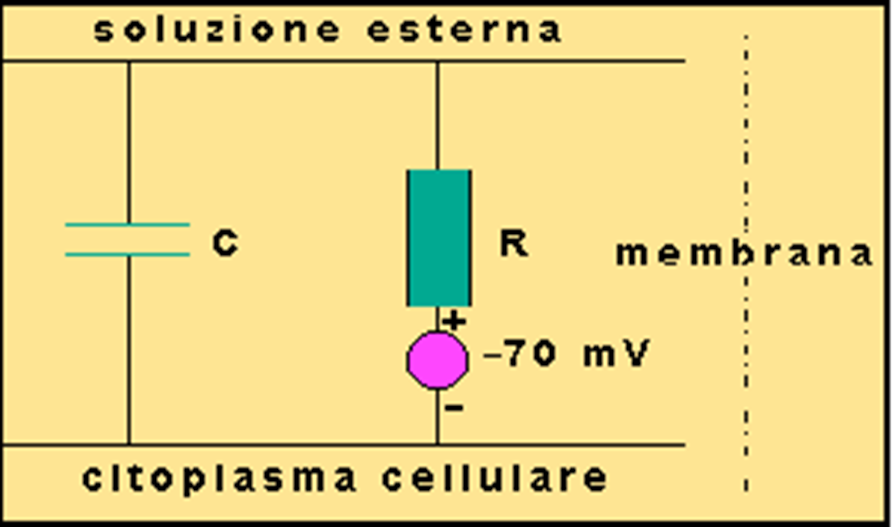 soluzione esterna
C
R
membrana
+
-70 mV
-
citoplasma cellulare